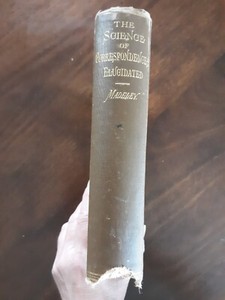 THE
SCIENCE
OF
CORRESPONDENCES
ELUCIDATED
MADELEY